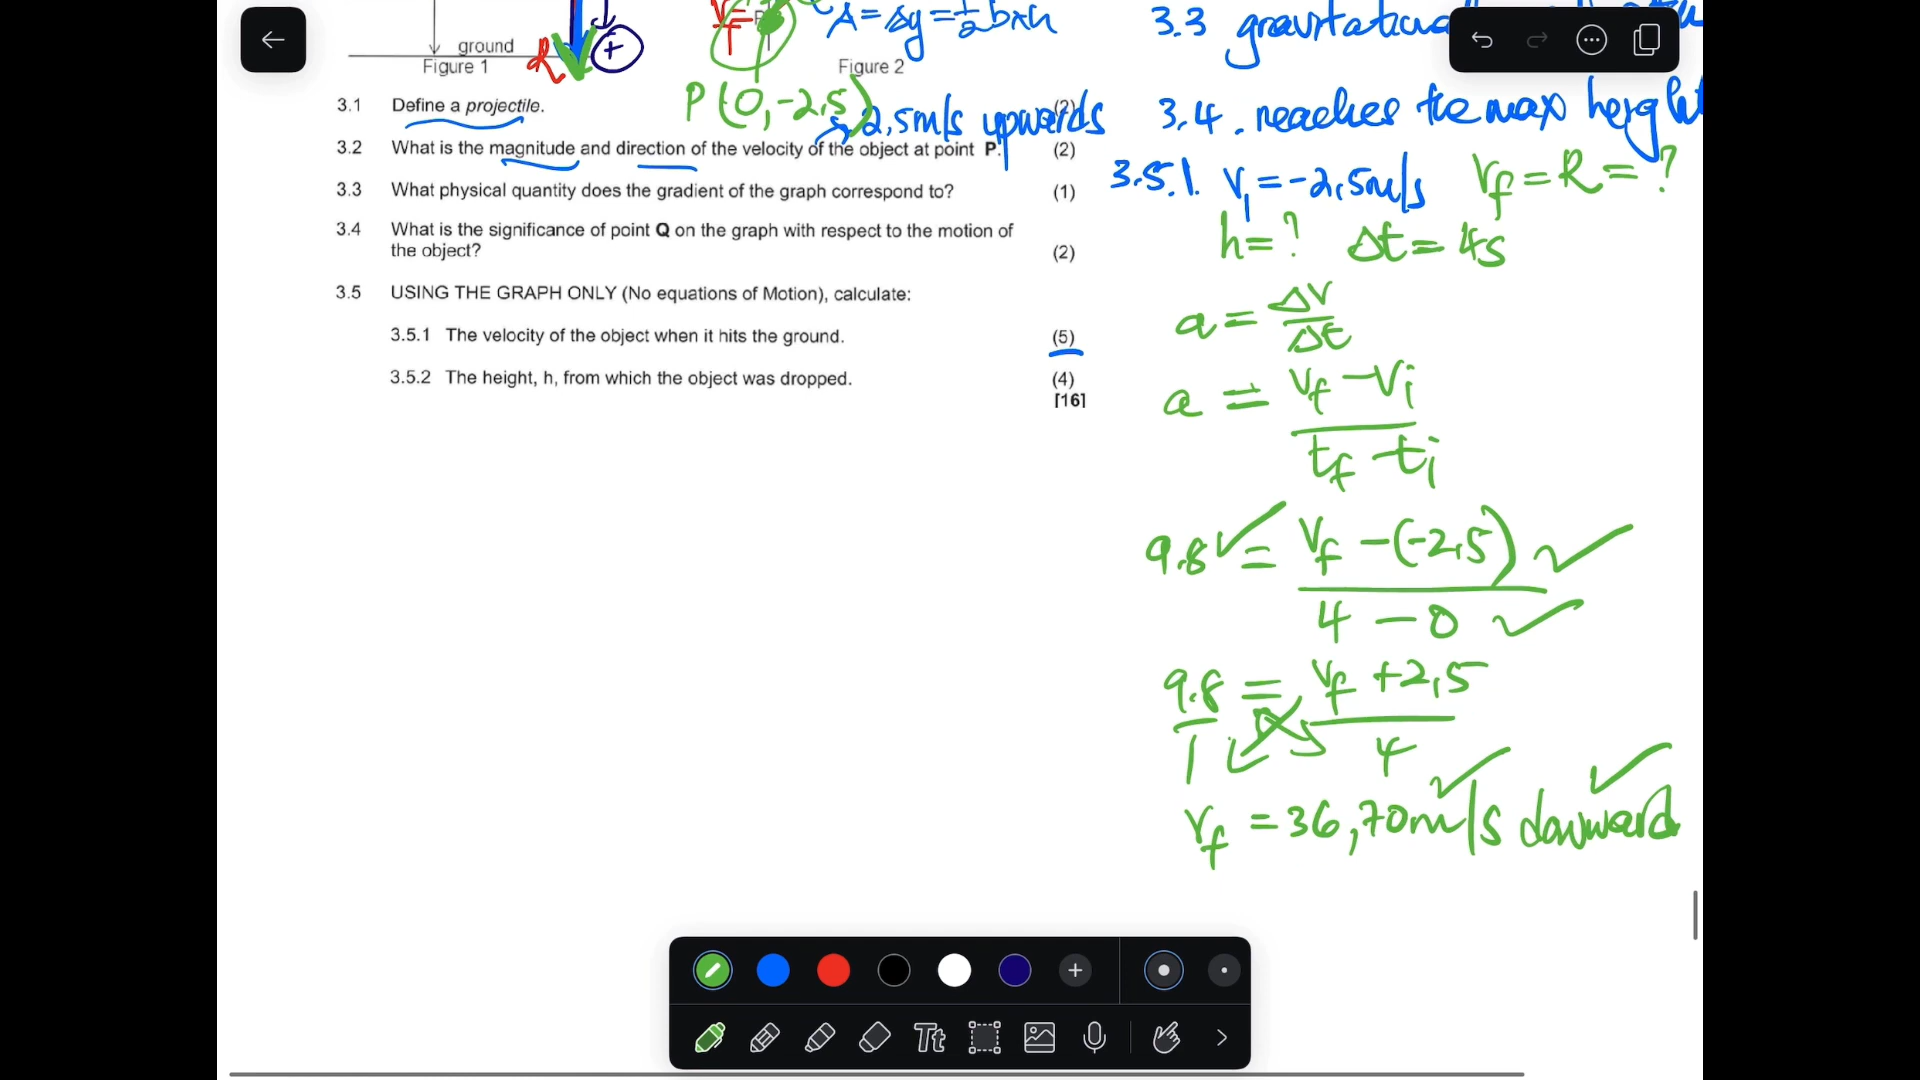 ground
Figure 1
R
+
A = Δy = ½ b×h
Figure 2
P(0, -2,5)
2,5m/s upwards
3.1 Define a projectile. (2)
3.2 What is the magnitude and direction of the velocity of the object at point P. (2)
3.3 What physical quantity does the gradient of the graph correspond to? (1)
3.4 What is the significance of point Q on the graph with respect to the motion of
the object? (2)
3.5 USING THE GRAPH ONLY (No equations of Motion), calculate:
3.5.1 The velocity of the object when it hits the ground. (5)
3.5.2 The height, h, from which the object was dropped. (4)
[16]
3.3
3.4. reaches the max height
3.5.1. vi = -2,5m/s vf = R = ?
h = ? Δt = 4s
a = Δv/Δt
a = vf - vi
tf - ti
9.8 = vf - (-2,5)
4 - 0
9.8 = vf + 2,5
1 4
vf = 36,70m/s downward
Tt